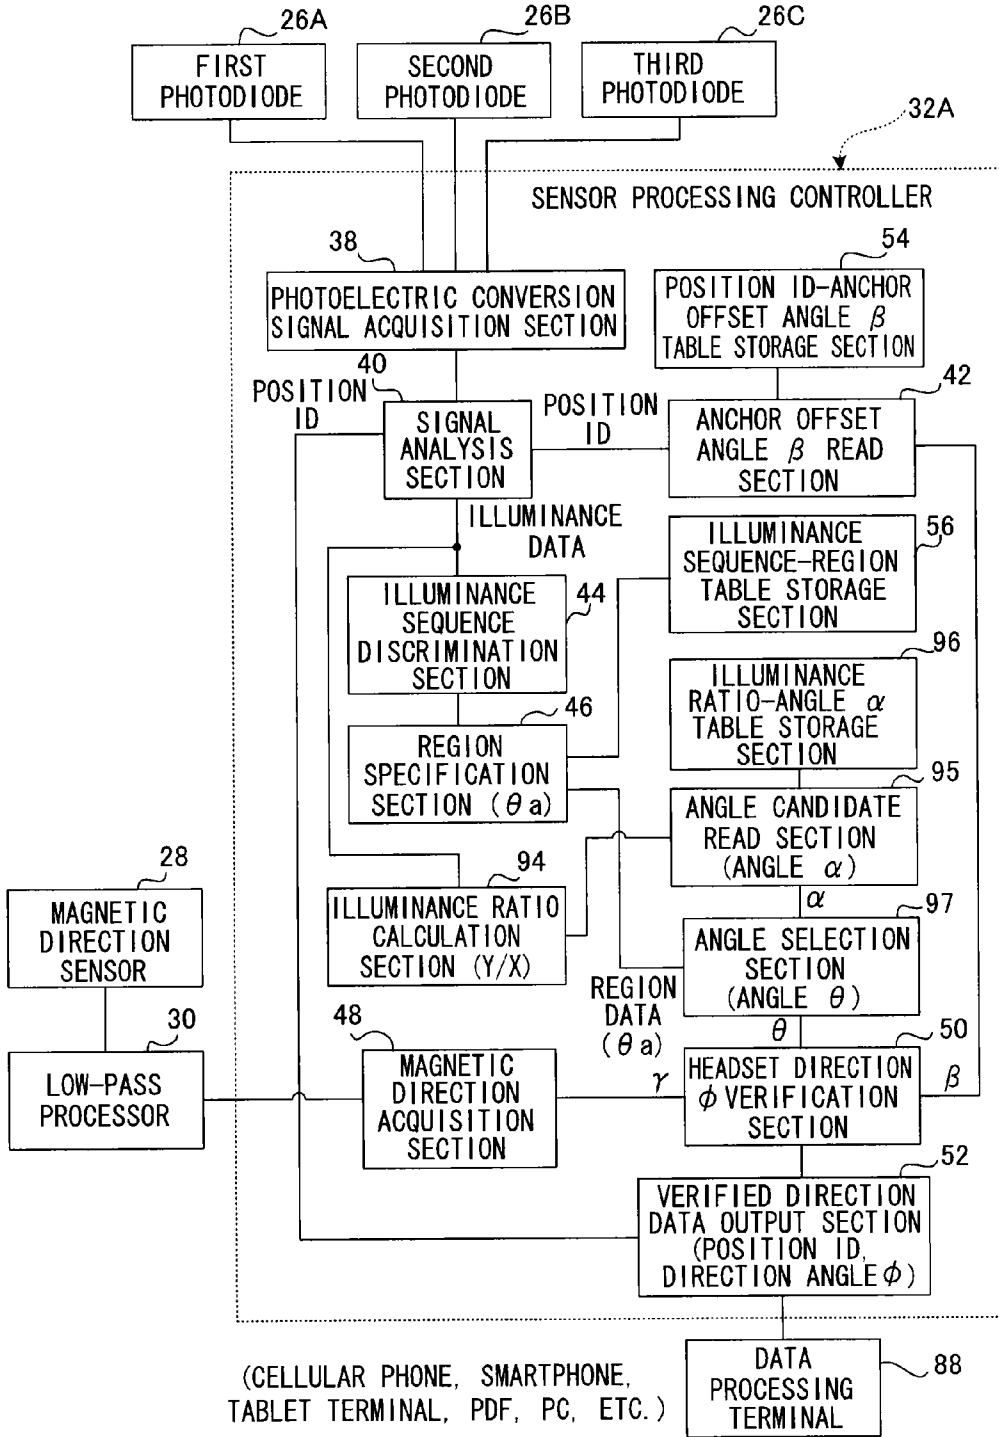 26A
26B
26C
FIRST
PHOTODIODE
SECOND
PHOTODIODE
THIRD
PHOTODIODE
32A
SENSOR PROCESSING CONTROLLER
38
54
PHOTOELECTRIC CONVERSION
SIGNAL ACQUISITION SECTION
POSITION ID-ANCHOR
OFFSET ANGLE β
TABLE STORAGE SECTION
40
42
POSITION
ID
SIGNAL
ANALYSIS
SECTION
POSITION
ID
ANCHOR OFFSET
ANGLE β READ
SECTION
ILLUMINANCE
DATA
ILLUMINANCE
SEQUENCE-REGION
TABLE STORAGE
SECTION
56
ILLUMINANCE
SEQUENCE
DISCRIMINATION
SECTION
44
96
ILLUMINANCE
RATIO-ANGLE α
TABLE STORAGE
SECTION
46
REGION
SPECIFICATION
SECTION (θa)
95
ANGLE CANDIDATE
READ SECTION
(ANGLE α)
28
94
α
97
MAGNETIC
DIRECTION
SENSOR
ILLUMINANCE RATIO
CALCULATION
SECTION (Y/X)
ANGLE SELECTION
SECTION
(ANGLE θ)
REGION
DATA
(θa)
30
48
θ
50
LOW-PASS
PROCESSOR
MAGNETIC
DIRECTION
ACQUISITION
SECTION
γ
HEADSET DIRECTION
φ VERIFICATION
SECTION
β
52
VERIFIED DIRECTION
DATA OUTPUT SECTION
(POSITION ID,
DIRECTION ANGLE φ)
DATA
PROCESSING
TERMINAL
88
(CELLULAR PHONE, SMARTPHONE,
TABLET TERMINAL, PDF, PC, ETC.)